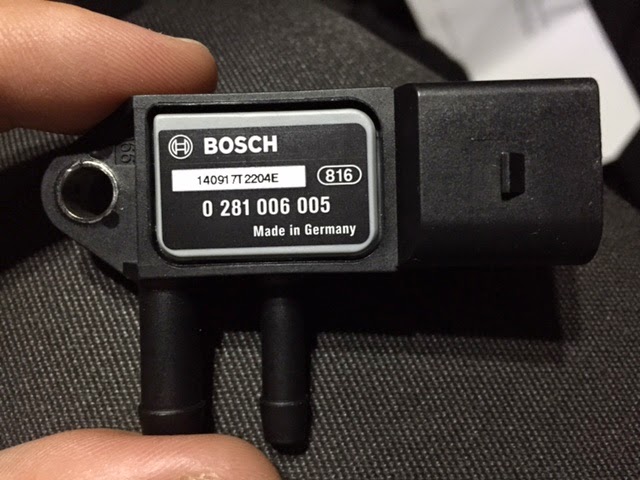 BOSCH
140917T2204E
816
0 281 006 005
Made in Germany